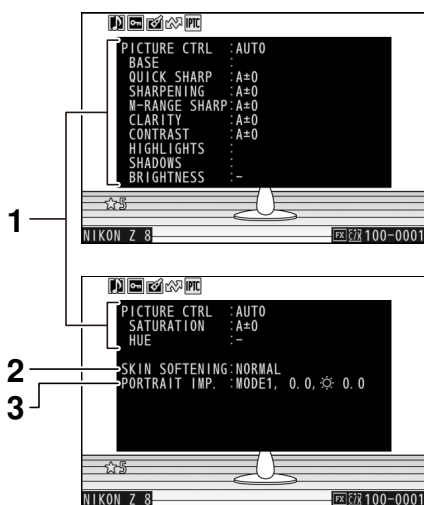 IPTC
PICTURE CTRL :AUTO
BASE :
QUICK SHARP :A±0
SHARPENING :A±0
M-RANGE SHARP:A±0
CLARITY :A±0
CONTRAST :A±0
HIGHLIGHTS :
SHADOWS :
BRIGHTNESS :-
1
☆5
NIKON Z 8 FX 100-0001
IPTC
PICTURE CTRL :AUTO
SATURATION :A±0
HUE :-
2
SKIN SOFTENING:NORMAL
3
PORTRAIT IMP. :MODE1, 0.0,☼ 0.0
☆5
NIKON Z 8 FX 100-0001